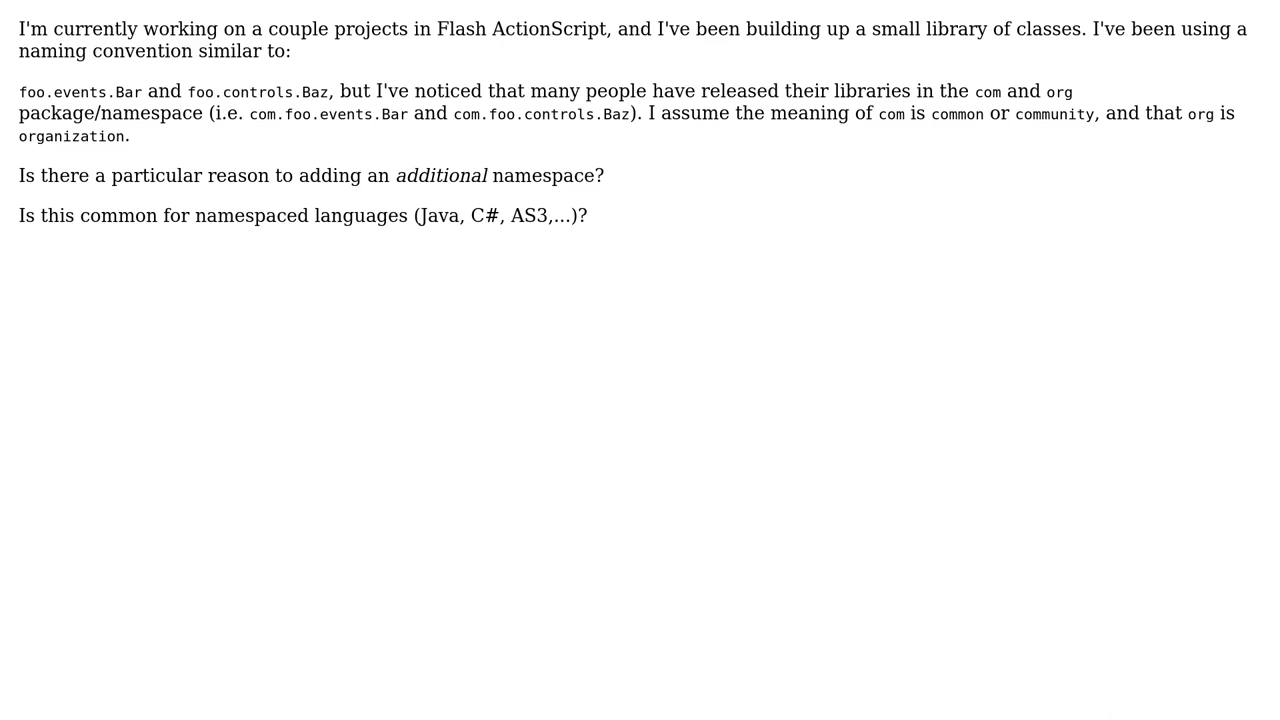 I'm currently working on a couple projects in Flash ActionScript, and I've been building up a small library of classes. I've been using a
naming convention similar to:
foo.events.Bar and foo.controls.Baz, but I've noticed that many people have released their libraries in the com and org
package/namespace (i.e. com.foo.events.Bar and com.foo.controls.Baz). I assume the meaning of com is common or community, and that org is
organization.
Is there a particular reason to adding an additional namespace?
Is this common for namespaced languages (Java, C#, AS3,...)?